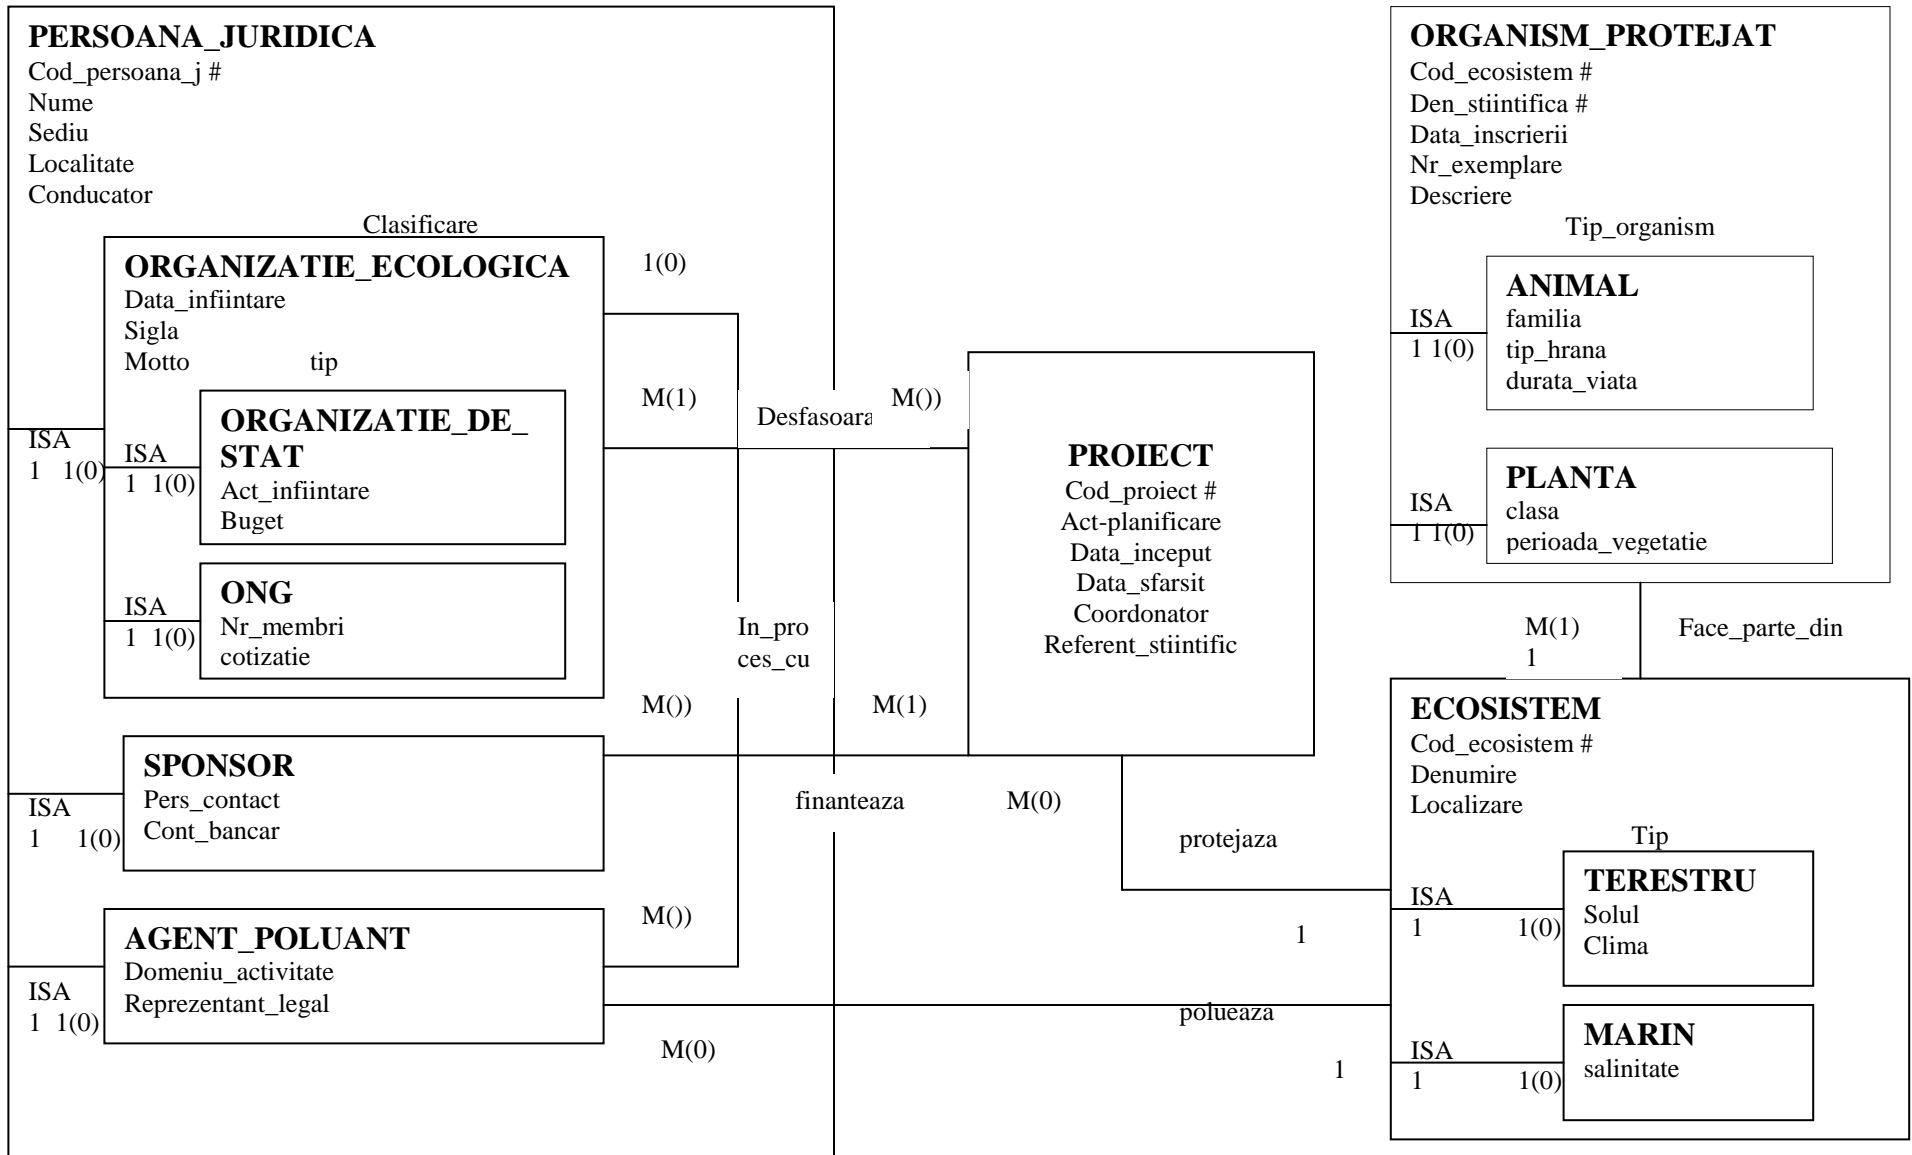 PERSOANA_JURIDICA
Cod_persoana_j #
Nume
Sediu
Localitate
Conducator
Clasificare
ORGANIZATIE_ECOLOGICA
Data_infiintare
Sigla
Motto tip
ORGANIZATIE_DE_
STAT
Act_infiintare
Buget
ISA
1 1(0)
ISA
1 1(0)
ONG
Nr_membri
cotizatie
ISA
1 1(0)
SPONSOR
Pers_contact
Cont_bancar
ISA
1 1(0)
AGENT_POLUANT
Domeniu_activitate
Reprezentant_legal
ISA
1 1(0)
1(0)
M(1)
Desfasoara
M())
In_pro
ces_cu
M())
M(1)
finanteaza
M(0)
M())
M(0)
PROIECT
Cod_proiect #
Act-planificare
Data_inceput
Data_sfarsit
Coordonator
Referent_stiintific
protejaza
1
polueaza
1
ORGANISM_PROTEJAT
Cod_ecosistem #
Den_stiintifica #
Data_inscrierii
Nr_exemplare
Descriere
Tip_organism
ANIMAL
familia
tip_hrana
durata_viata
ISA
1 1(0)
PLANTA
clasa
perioada_vegetatie
ISA
1 1(0)
M(1)
1
Face_parte_din
ECOSISTEM
Cod_ecosistem #
Denumire
Localizare
Tip
TERESTRU
Solul
Clima
ISA
1 1(0)
MARIN
salinitate
ISA
1 1(0)